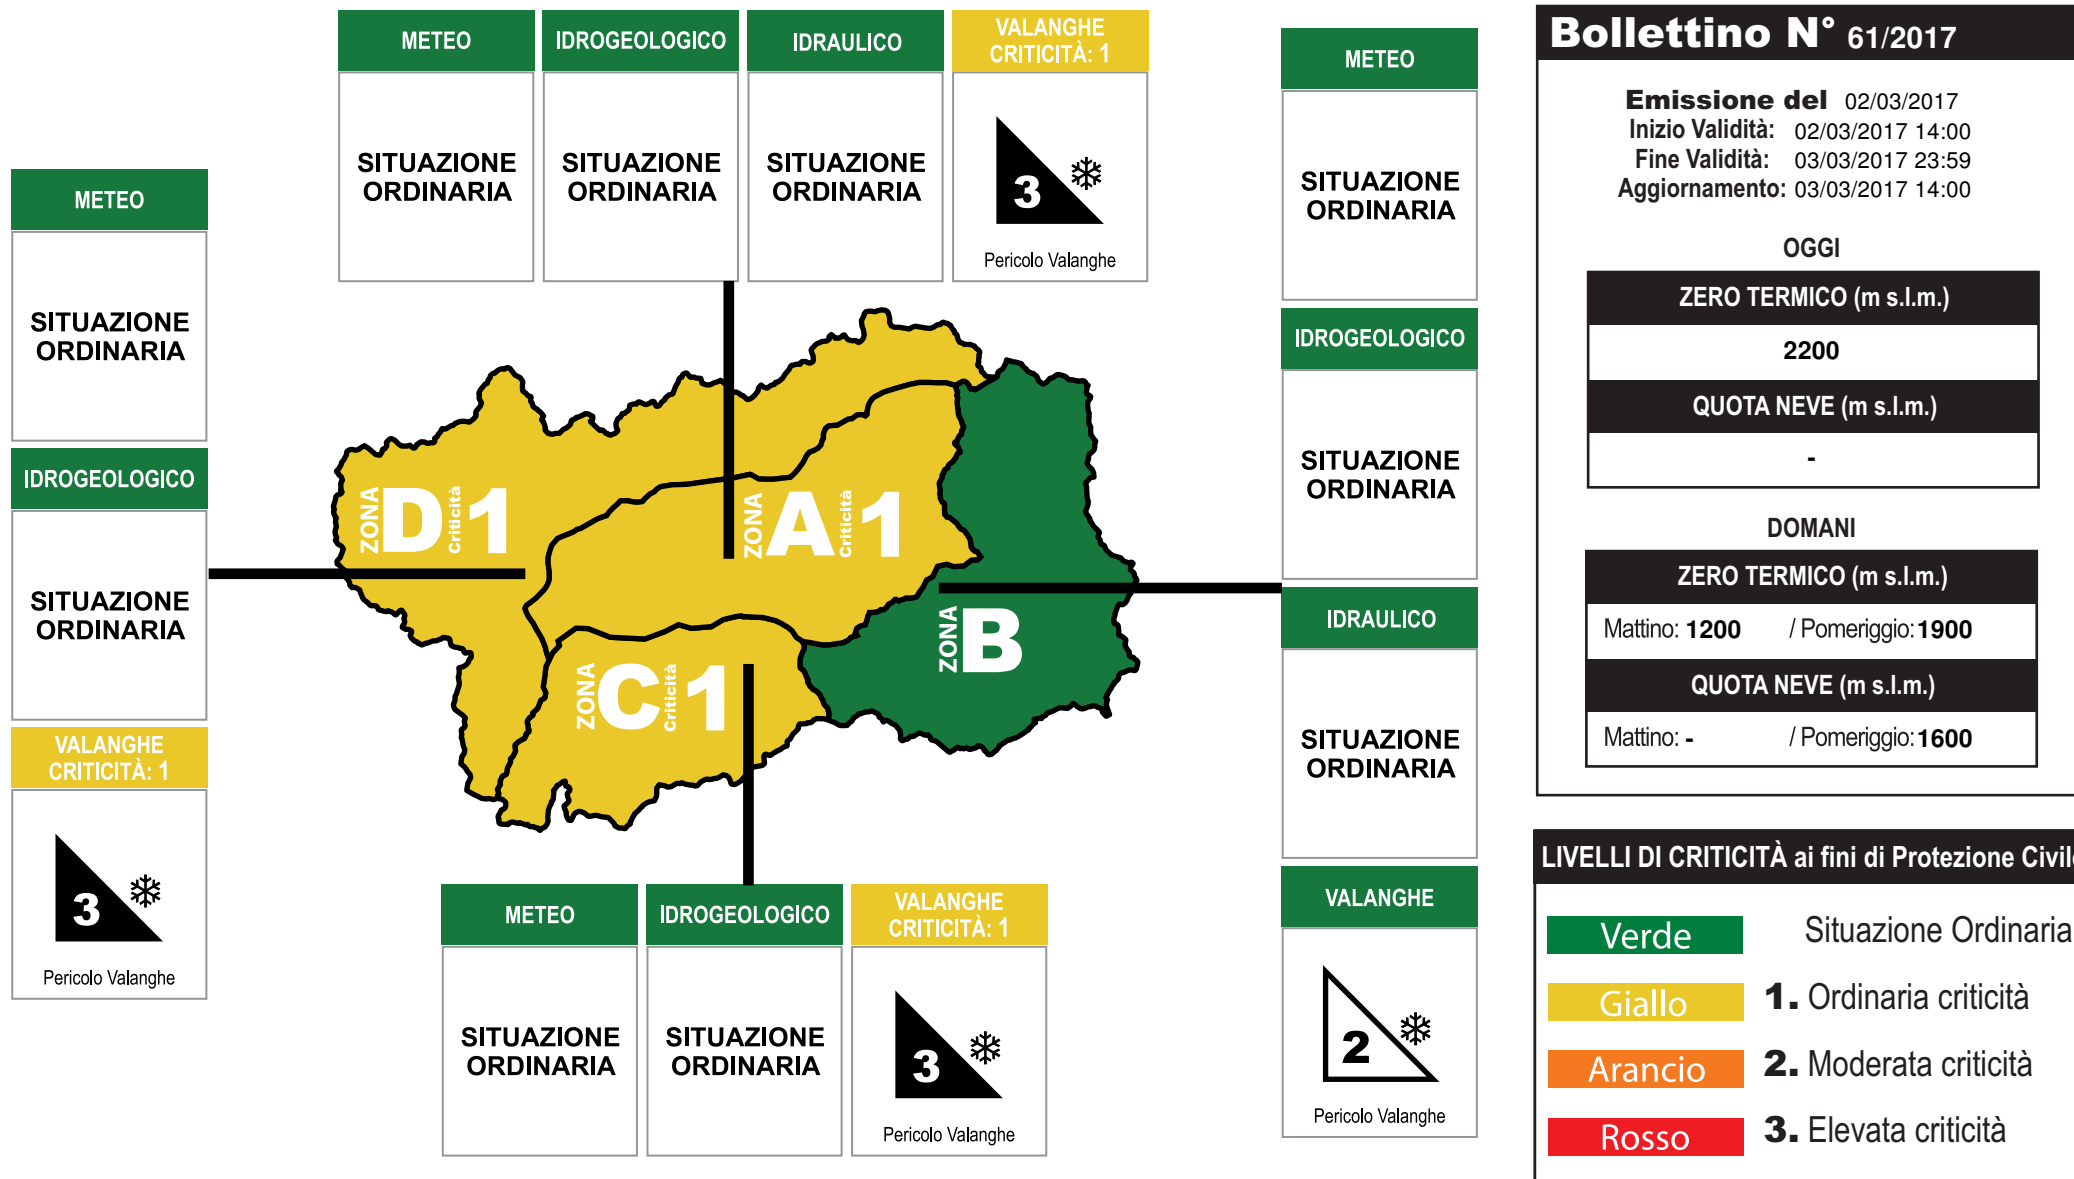 METEO
SITUAZIONE
ORDINARIA
IDROGEOLOGICO
SITUAZIONE
ORDINARIA
VALANGHE
CRITICITÀ: 1
3
Pericolo Valanghe
METEO
SITUAZIONE
ORDINARIA
IDROGEOLOGICO
SITUAZIONE
ORDINARIA
IDRAULICO
SITUAZIONE
ORDINARIA
VALANGHE
CRITICITÀ: 1
3
Pericolo Valanghe
ZONA D Criticità 1
ZONA A Criticità 1
ZONA C Criticità 1
ZONA B
METEO
SITUAZIONE
ORDINARIA
IDROGEOLOGICO
SITUAZIONE
ORDINARIA
VALANGHE
CRITICITÀ: 1
3
Pericolo Valanghe
METEO
SITUAZIONE
ORDINARIA
IDROGEOLOGICO
SITUAZIONE
ORDINARIA
IDRAULICO
SITUAZIONE
ORDINARIA
VALANGHE
2
Pericolo Valanghe
Bollettino N° 61/2017
Emissione del 02/03/2017
Inizio Validità: 02/03/2017 14:00
Fine Validità: 03/03/2017 23:59
Aggiornamento: 03/03/2017 14:00
OGGI
ZERO TERMICO (m s.l.m.)
2200
QUOTA NEVE (m s.l.m.)
-
DOMANI
ZERO TERMICO (m s.l.m.)
Mattino: 1200 / Pomeriggio: 1900
QUOTA NEVE (m s.l.m.)
Mattino: - / Pomeriggio: 1600
LIVELLI DI CRITICITÀ ai fini di Protezione Civile
Verde Situazione Ordinaria
Giallo 1. Ordinaria criticità
Arancio 2. Moderata criticità
Rosso 3. Elevata criticità